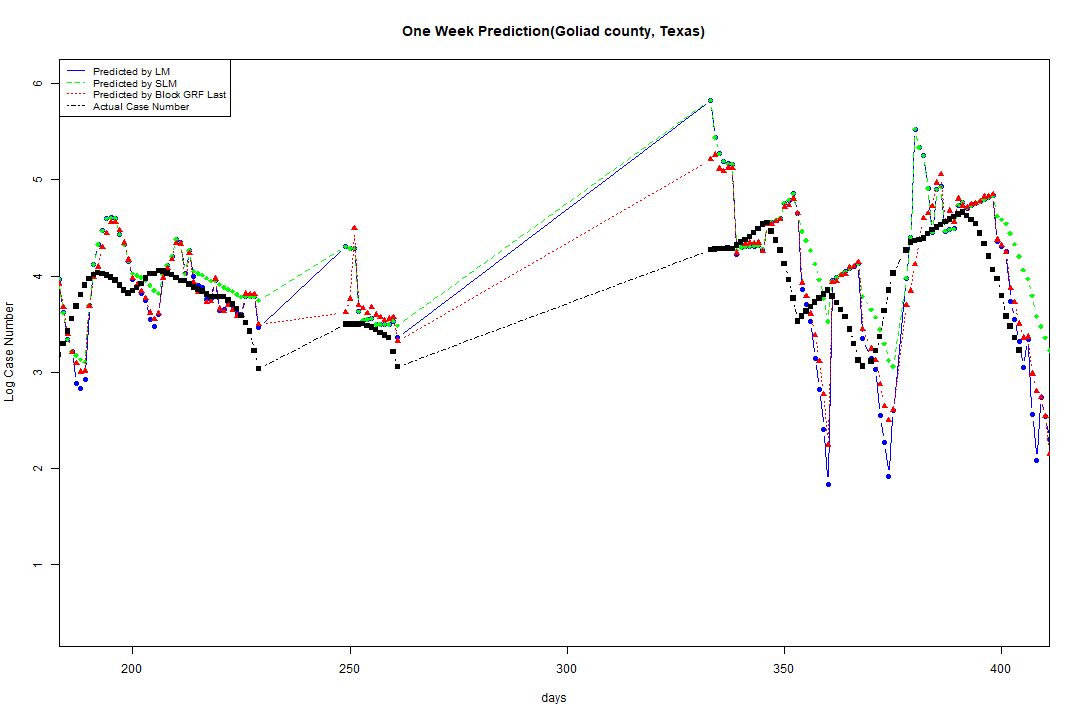 One Week Prediction(Goliad county, Texas)
Predicted by LM
Predicted by SLM
Predicted by Block GRF Last
Actual Case Number
6
5
4
3
2
1
Log Case Number
200
250
300
350
400
days